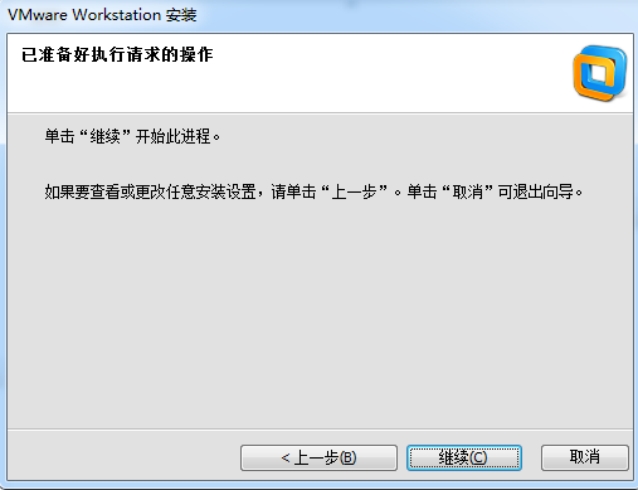 VMware Workstation 安装
已准备好执行请求的操作
单击“继续”开始此进程。
如果要查看或更改任意安装设置，请单击“上一步”。单击“取消”可退出向导。
< 上一步(B)
继续(C)
取消